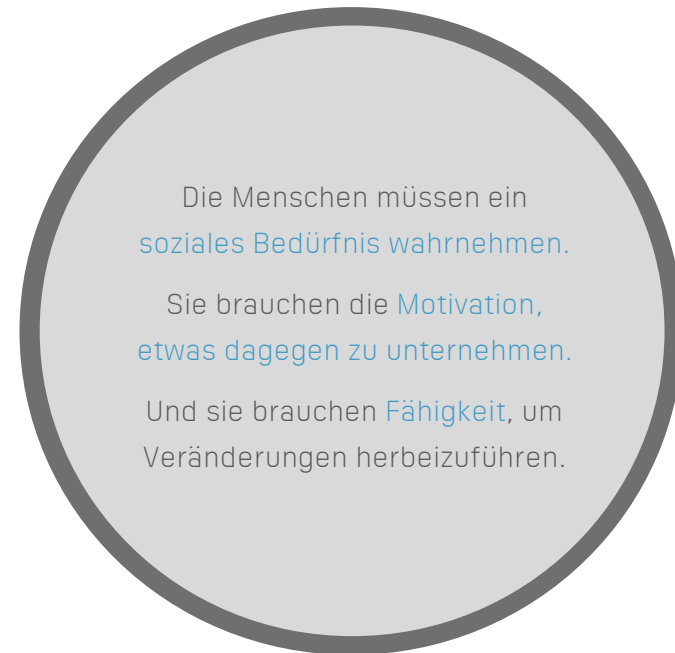 Die Menschen müssen ein
soziales Bedürfnis wahrnehmen.
Sie brauchen die Motivation,
etwas dagegen zu unternehmen.
Und sie brauchen Fähigkeit, um
Veränderungen herbeizuführen.